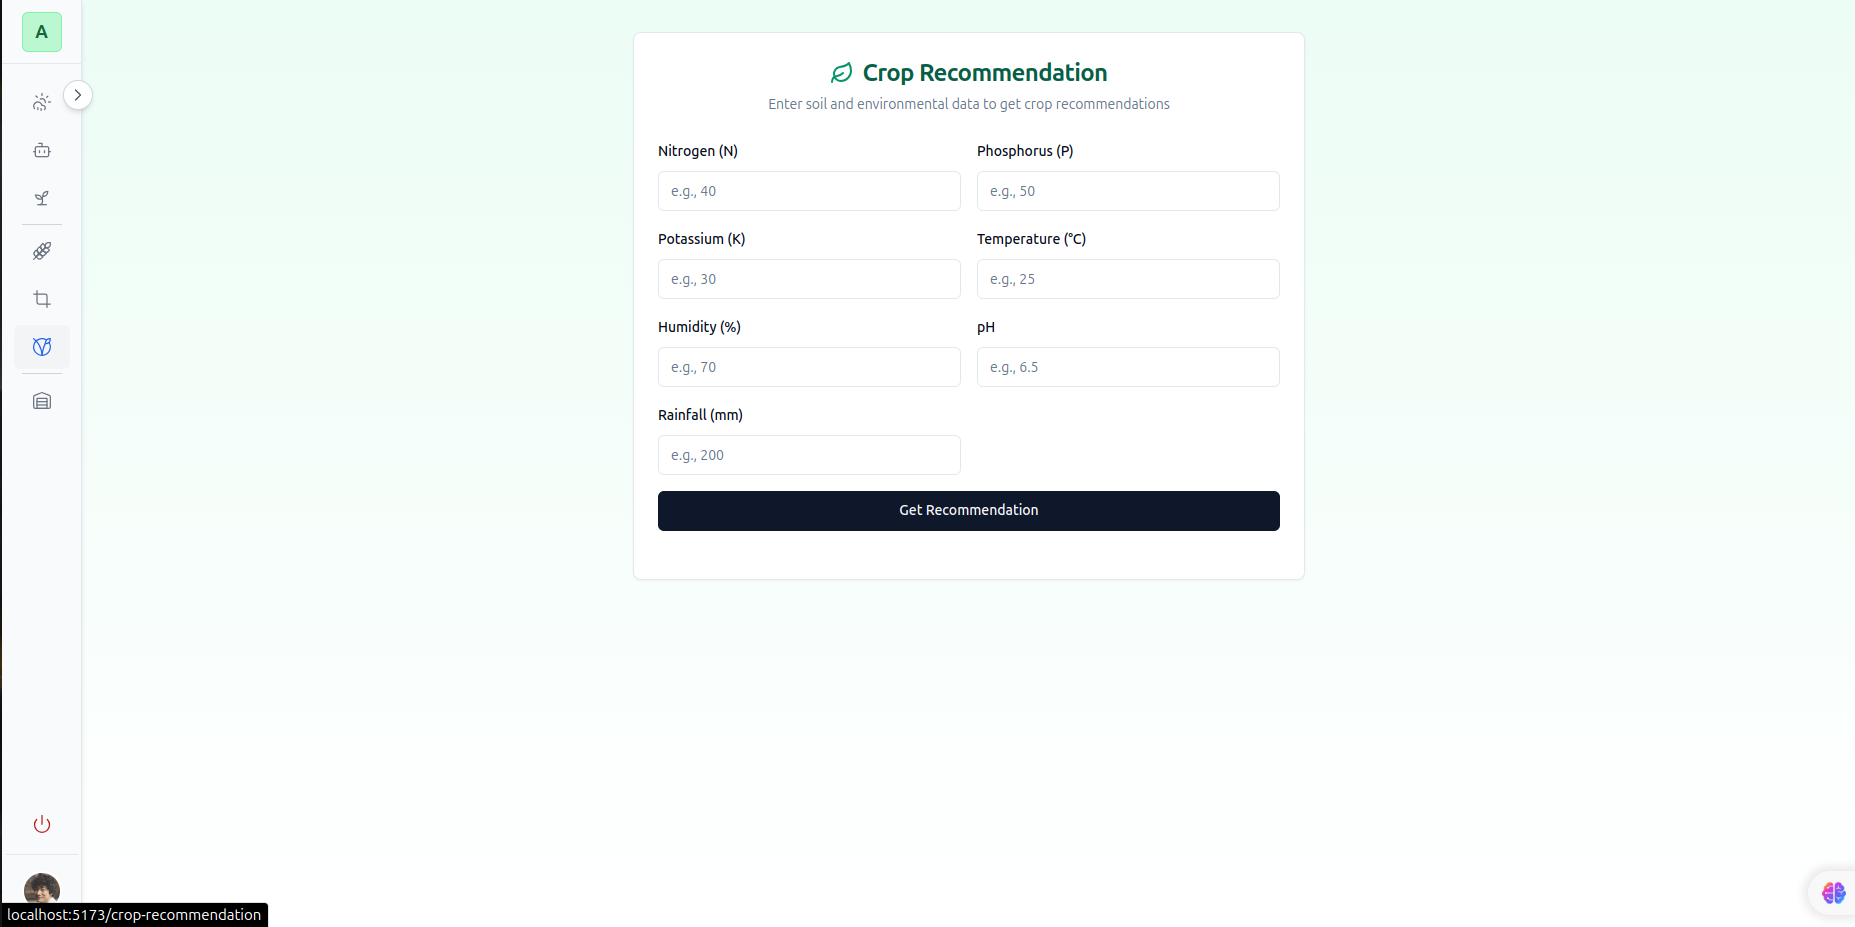 A
Crop Recommendation
Enter soil and environmental data to get crop recommendations
Nitrogen (N)
Phosphorus (P)
e.g., 40
e.g., 50
Potassium (K)
Temperature (°C)
e.g., 30
e.g., 25
Humidity (%)
pH
e.g., 70
e.g., 6.5
Rainfall (mm)
e.g., 200
Get Recommendation
localhost:5173/crop-recommendation